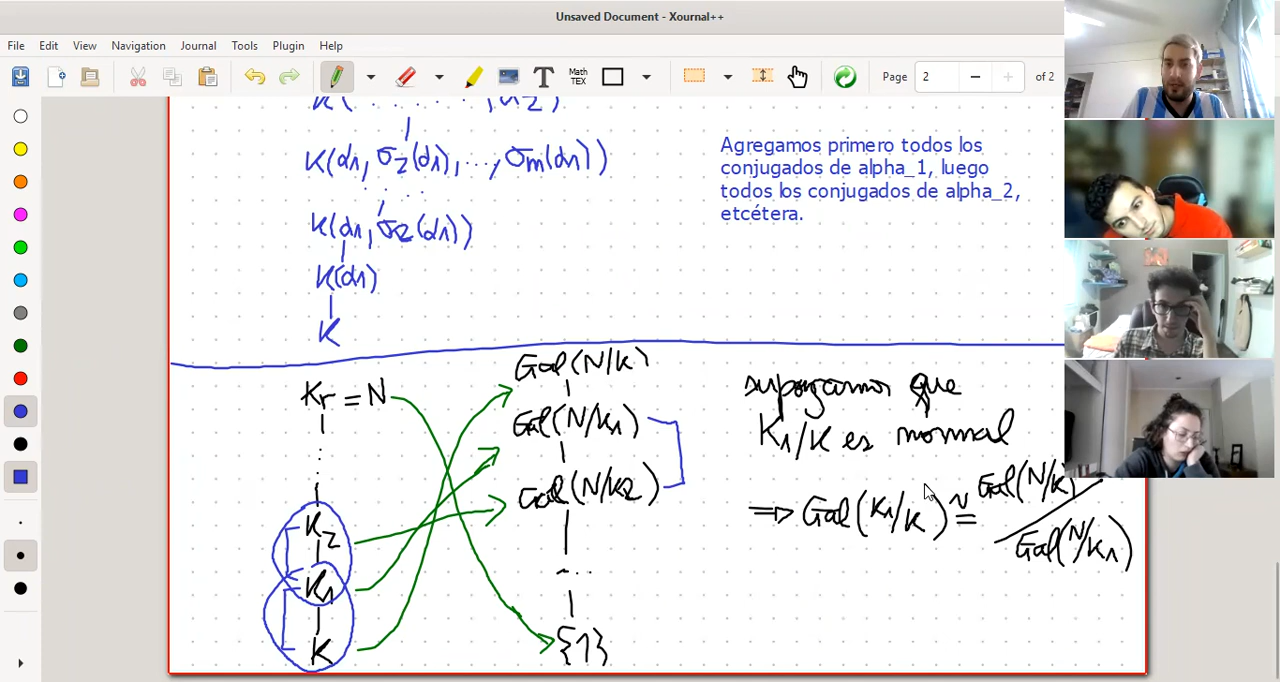 Unsaved Document - Xournal++
File Edit View Navigation Journal Tools Plugin Help
T Math TEX Page 2 of 2
K(α1, σ2(α1), ..., σm(α1))
...
K(α1, σ2(α1))
K(α1)
K
Agregamos primero todos los
conjugados de alpha_1, luego
todos los conjugados de alpha_2,
etcétera.
Kr = N
K2
K1
K
Gal(N/K)
Gal(N/K1)
Gal(N/K2)
...
{1}
supongamos que
K1/K es normal
⟹ Gal(K1/K) ≅ Gal(N/K) / Gal(N/K1)